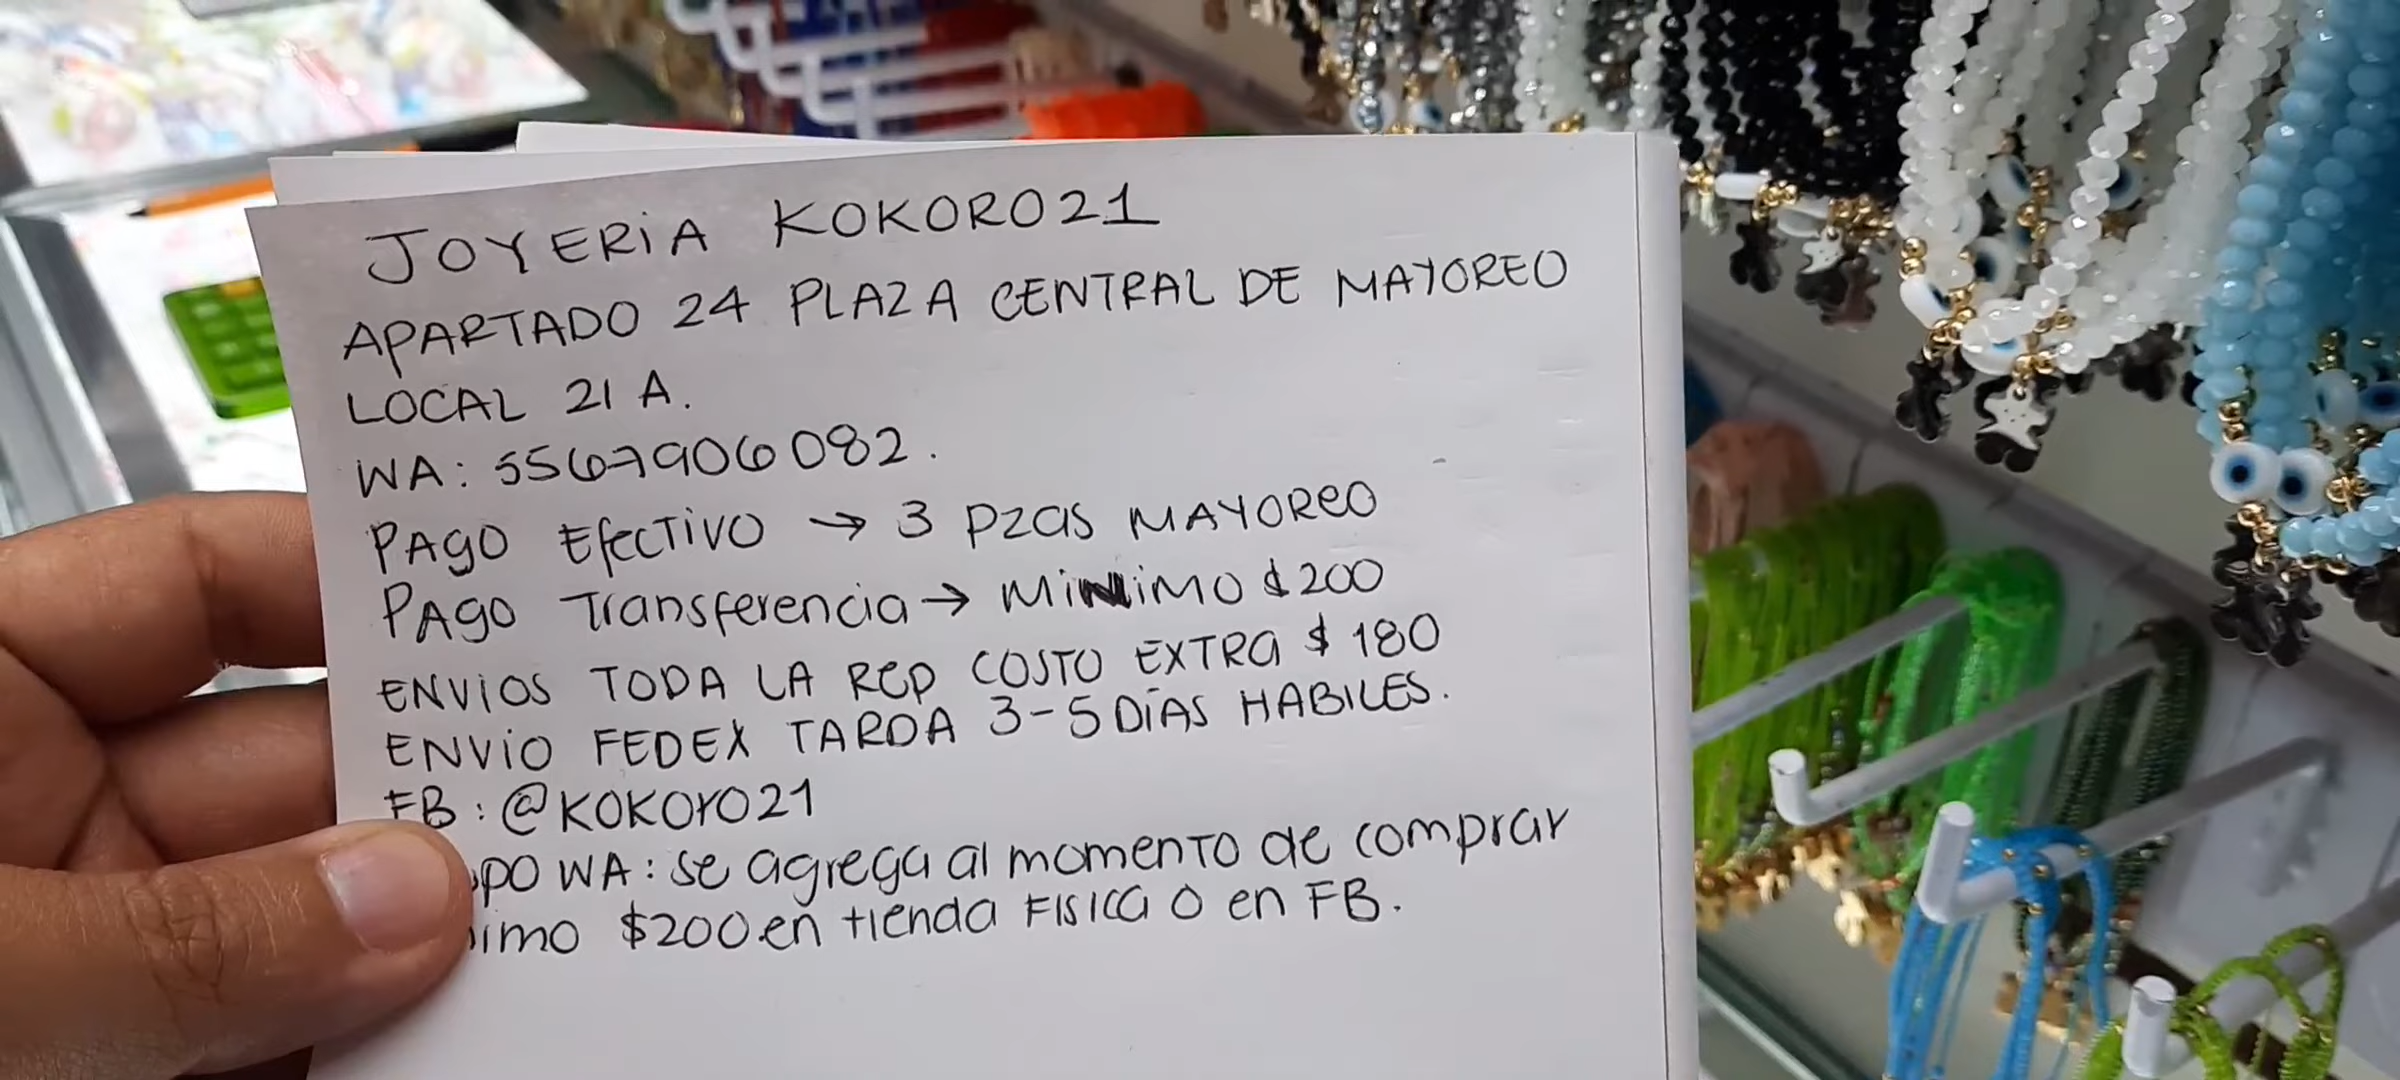 JOYERiA KOKORO21
APARTADO 24 PLAZA CENTRAL DE MAYOREO
LOCAL 21 A.
WA: 5567906082.
PAgO EfecTIVO → 3 PZas MAYOReO
PAgO Transferencia → MiNiMO $200
ENViOS TODA LA REP COSTO EXTRa $ 180
ENViO FEDEX TARDA 3-5 DíAS HABILES.
FB: @KOKOrO21
WA: se agrega al momento de comprar
$200 en tienda FISICa O en FB.